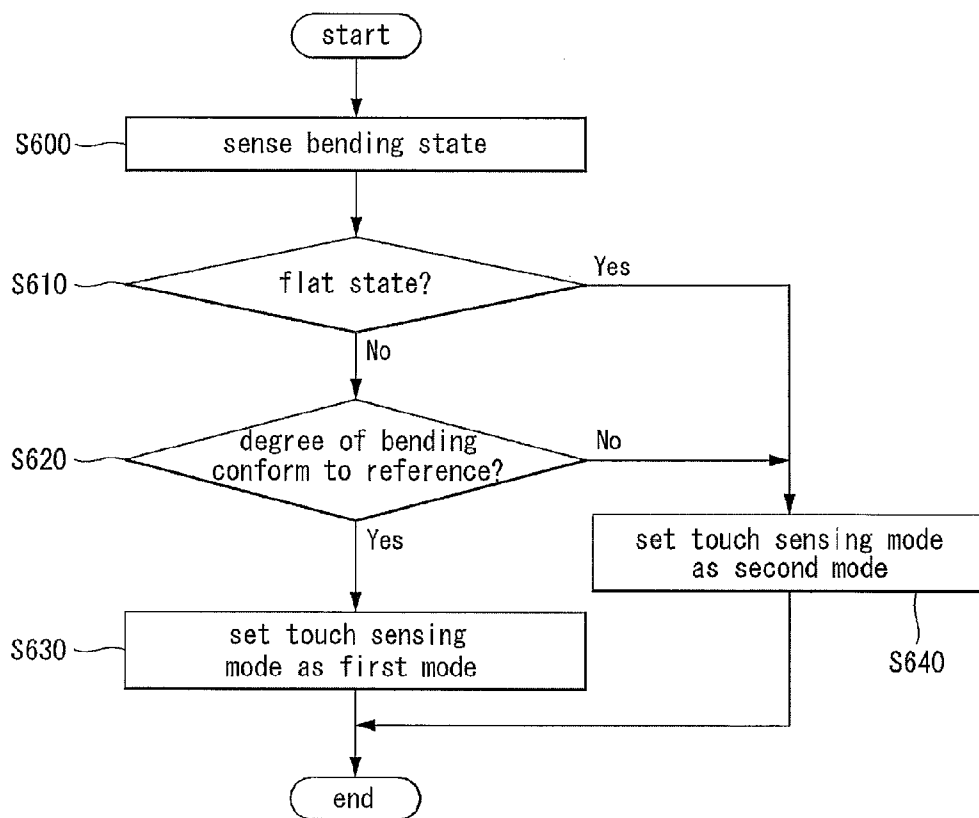 start
S600
sense bending state
S610
flat state?
Yes
No
S620
degree of bending
conform to reference?
No
Yes
set touch sensing mode
as second mode
S630
set touch sensing
mode as first mode
S640
end